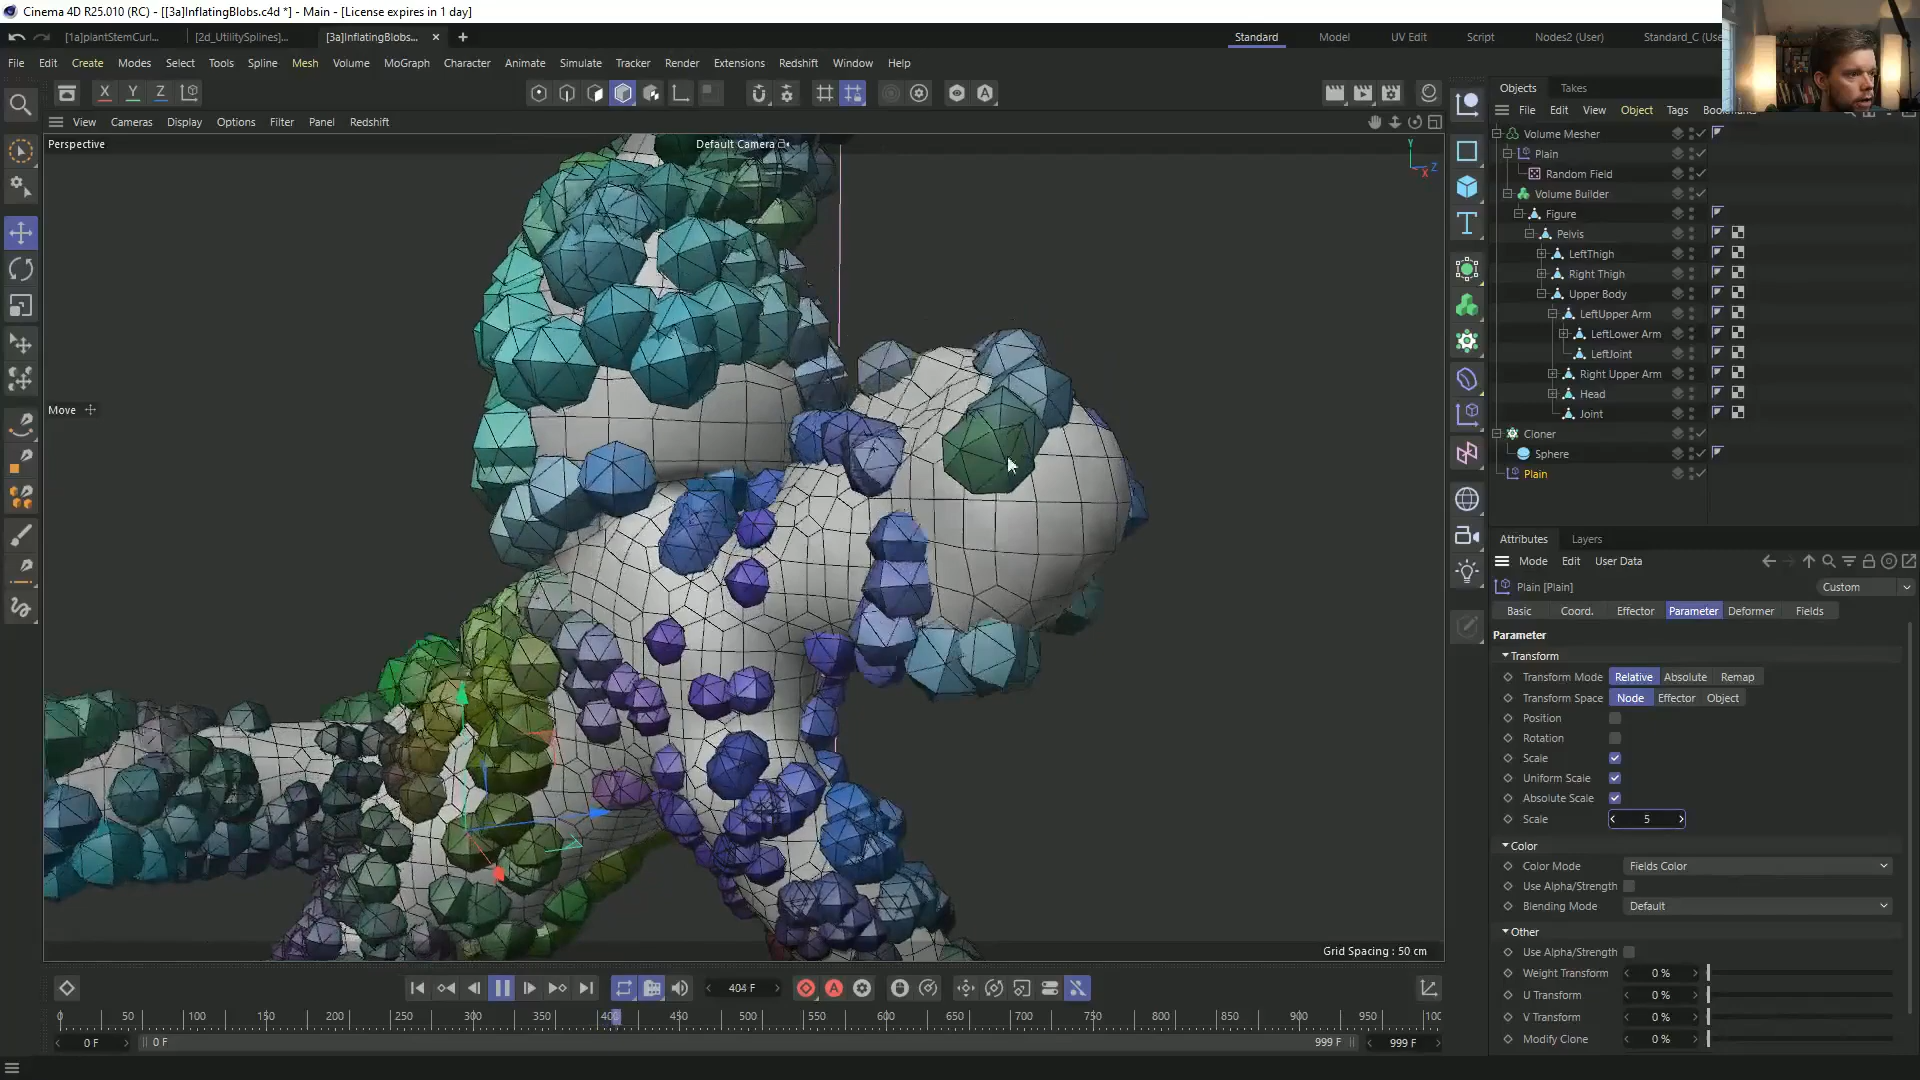 Cinema 4D R25.010 (RC) - [[3a]InflatingBlobs.c4d *] - Main - [License expires in 1 day]
[1a]plantStemCurl... [2d_UtilitySplines]... [3a]InflatingBlobs...
Standard Model UV Edit Script Nodes2 (User) Standard_C (Use
File Edit Create Modes Select Tools Spline Mesh Volume MoGraph Character Animate Simulate Tracker Render Extensions Redshift Window Help
X Y Z
Objects Takes
View Cameras Display Options Filter Panel Redshift
File Edit View Object Tags
Perspective
Default Camera
Y
Z
X
Volume Mesher
Plain
Random Field
Volume Builder
Figure
Pelvis
LeftThigh
Right Thigh
Upper Body
LeftUpper Arm
LeftLower Arm
LeftJoint
Right Upper Arm
Head
Joint
Cloner
Sphere
Plain
Move
Attributes Layers
Mode Edit User Data
Plain [Plain]
Custom
Basic Coord. Effector Parameter Deformer Fields
Parameter
Transform
Transform Mode Relative Absolute Remap
Transform Space Node Effector Object
Position
Rotation
Scale
Uniform Scale
Absolute Scale
Scale 5
Color
Color Mode Fields Color
Use Alpha/Strength
Blending Mode Default
Other
Use Alpha/Strength
Weight Transform 0 %
U Transform 0 %
V Transform 0 %
Modify Clone 0 %
Grid Spacing : 50 cm
404 F
0 50 100 150 200 250 300 350 400 450 500 550 600 650 700 750 800 850 900 950 100
0 F 0 F 999 F 999 F